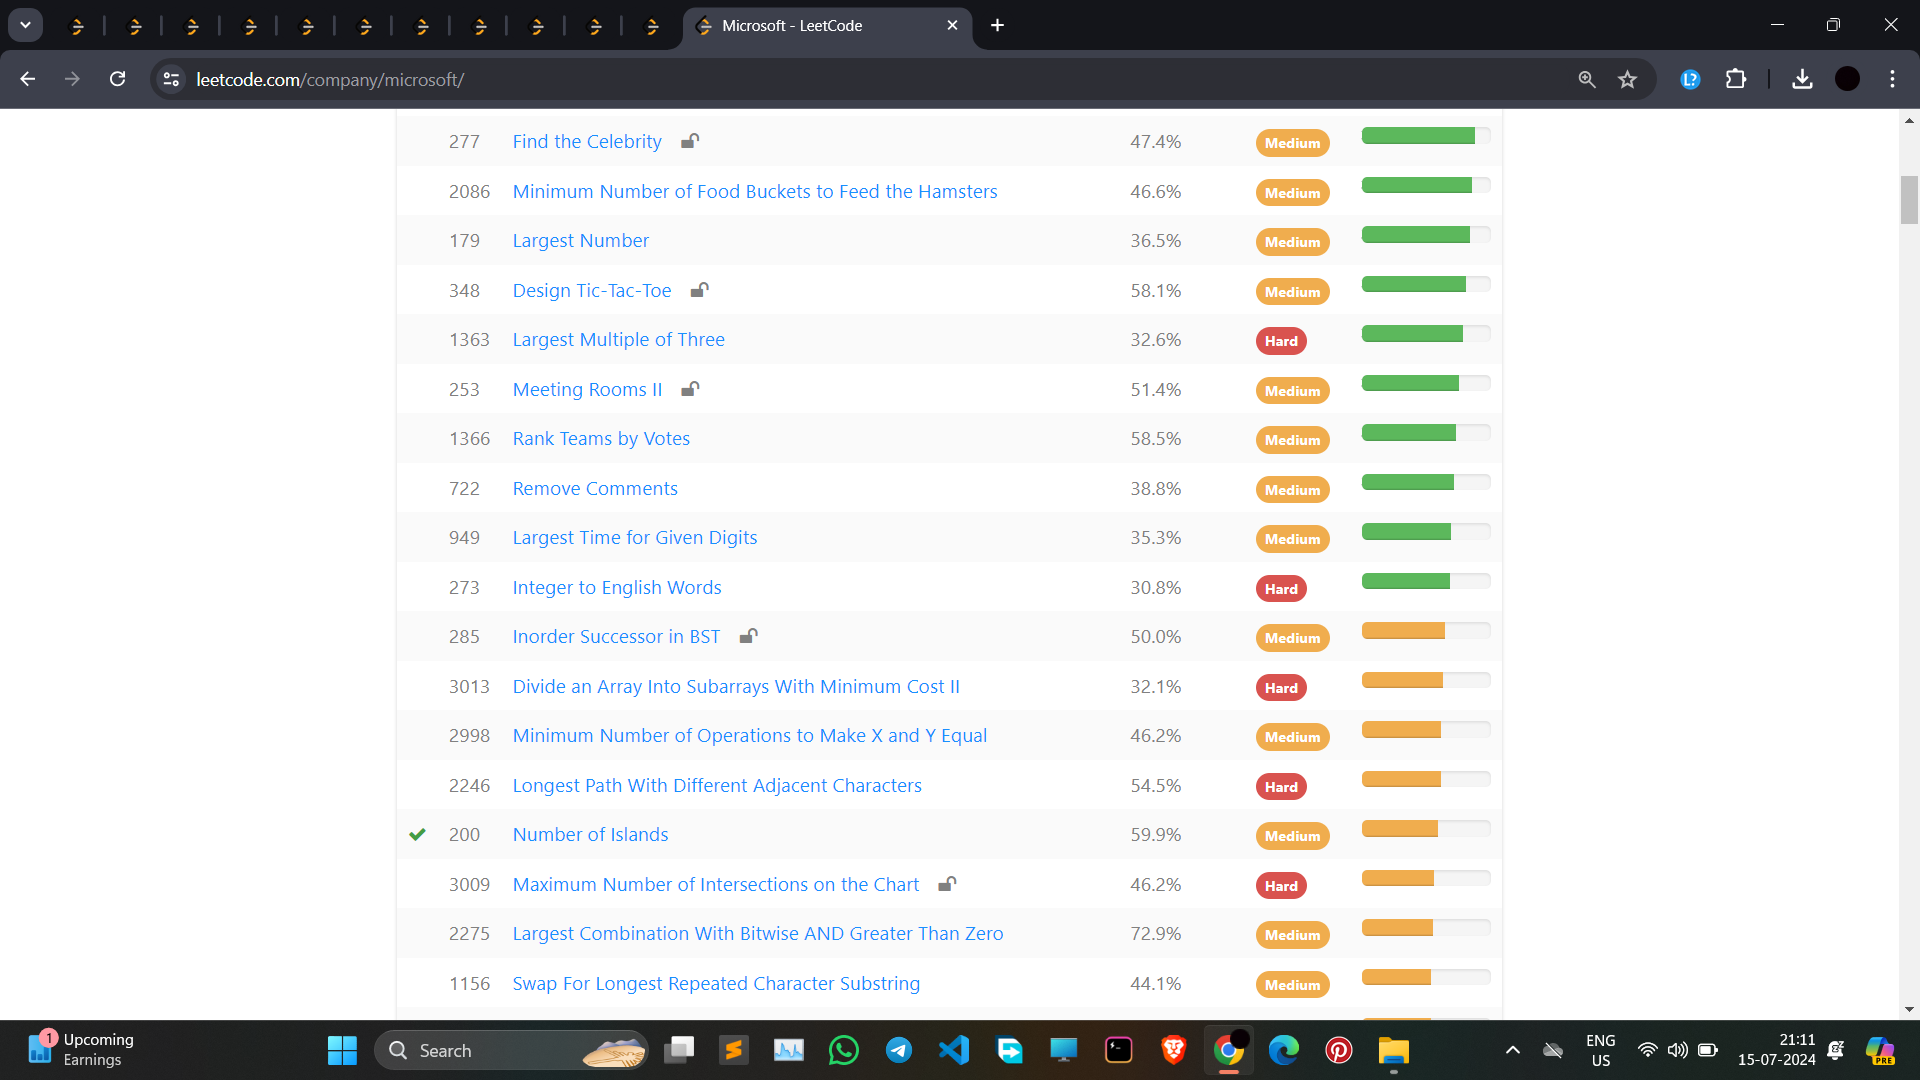 Microsoft - LeetCode
leetcode.com/company/microsoft/
L?
277 Find the Celebrity 47.4% Medium
2086 Minimum Number of Food Buckets to Feed the Hamsters 46.6% Medium
179 Largest Number 36.5% Medium
348 Design Tic-Tac-Toe 58.1% Medium
1363 Largest Multiple of Three 32.6% Hard
253 Meeting Rooms II 51.4% Medium
1366 Rank Teams by Votes 58.5% Medium
722 Remove Comments 38.8% Medium
949 Largest Time for Given Digits 35.3% Medium
273 Integer to English Words 30.8% Hard
285 Inorder Successor in BST 50.0% Medium
3013 Divide an Array Into Subarrays With Minimum Cost II 32.1% Hard
2998 Minimum Number of Operations to Make X and Y Equal 46.2% Medium
2246 Longest Path With Different Adjacent Characters 54.5% Hard
200 Number of Islands 59.9% Medium
3009 Maximum Number of Intersections on the Chart 46.2% Hard
2275 Largest Combination With Bitwise AND Greater Than Zero 72.9% Medium
1156 Swap For Longest Repeated Character Substring 44.1% Medium
1 Upcoming
Earnings
Search
ENG
US
21:11
15-07-2024
PRE